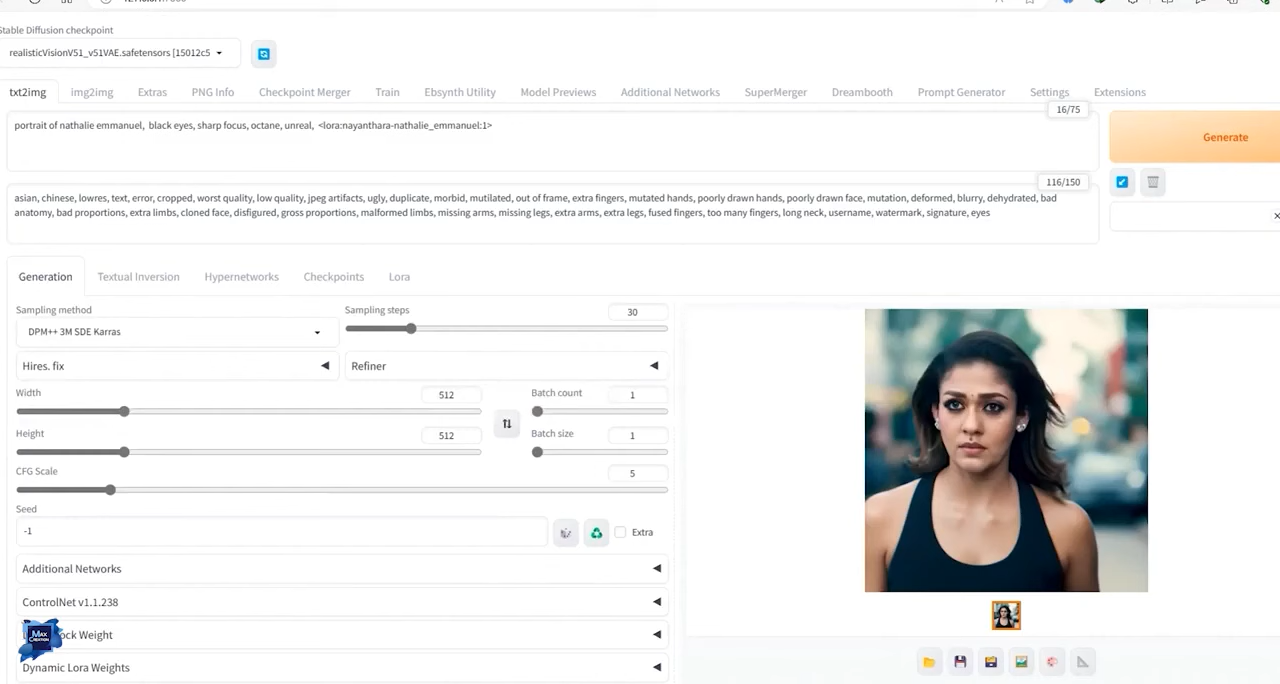 Stable Diffusion checkpoint
realisticVisionV51_v51VAE.safetensors [15012c5
txt2img img2img Extras PNG Info Checkpoint Merger Train Ebsynth Utility Model Previews Additional Networks SuperMerger Dreambooth Prompt Generator Settings Extensions
16/75
portrait of nathalie emmanuel, black eyes, sharp focus, octane, unreal, <lora:nayanthara-nathalie_emmanuel:1>
Generate
116/150
asian, chinese, lowres, text, error, cropped, worst quality, low quality, jpeg artifacts, ugly, duplicate, morbid, mutilated, out of frame, extra fingers, mutated hands, poorly drawn hands, poorly drawn face, mutation, deformed, blurry, dehydrated, bad
anatomy, bad proportions, extra limbs, cloned face, disfigured, gross proportions, malformed limbs, missing arms, missing legs, extra arms, extra legs, fused fingers, too many fingers, long neck, username, watermark, signature, eyes
Generation Textual Inversion Hypernetworks Checkpoints Lora
Sampling method
DPM++ 3M SDE Karras
Sampling steps
30
Hires. fix
Refiner
Width
512
Batch count
1
Height
512
Batch size
1
CFG Scale
5
Seed
-1
Extra
Additional Networks
ControlNet v1.1.238
ock Weight
MAX
CREATION
Dynamic Lora Weights